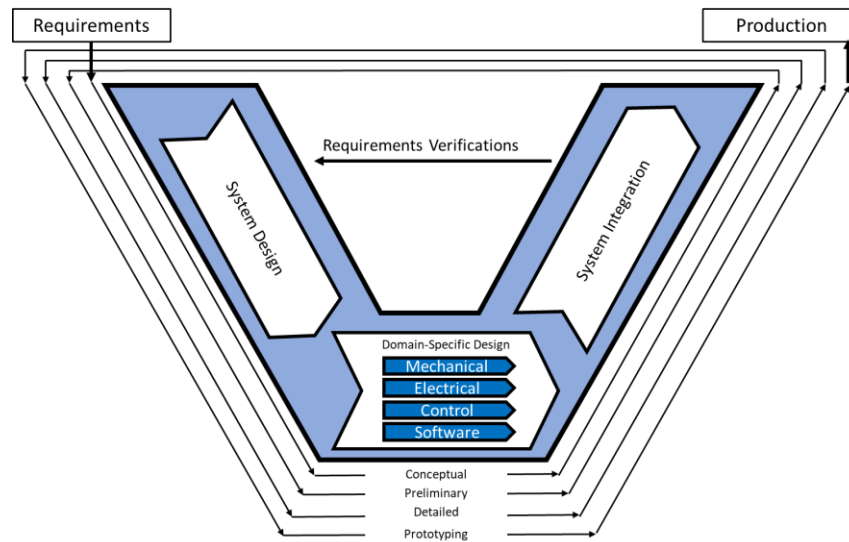 Requirements
Production
Requirements Verifications
System Design
System Integration
Domain-Specific Design
Mechanical
Electrical
Control
Software
Conceptual
Preliminary
Detailed
Prototyping